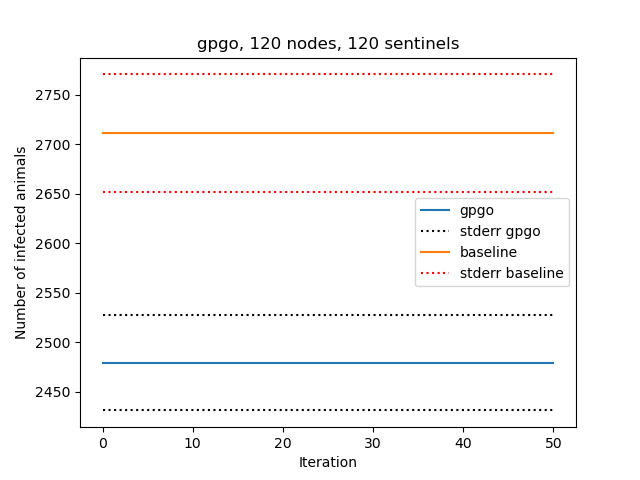 gpgo, 120 nodes, 120 sentinels
Number of infected animals
2750
2700
2650
2600
2550
2500
2450
gpgo
stderr gpgo
baseline
stderr baseline
0 10 20 30 40 50
Iteration